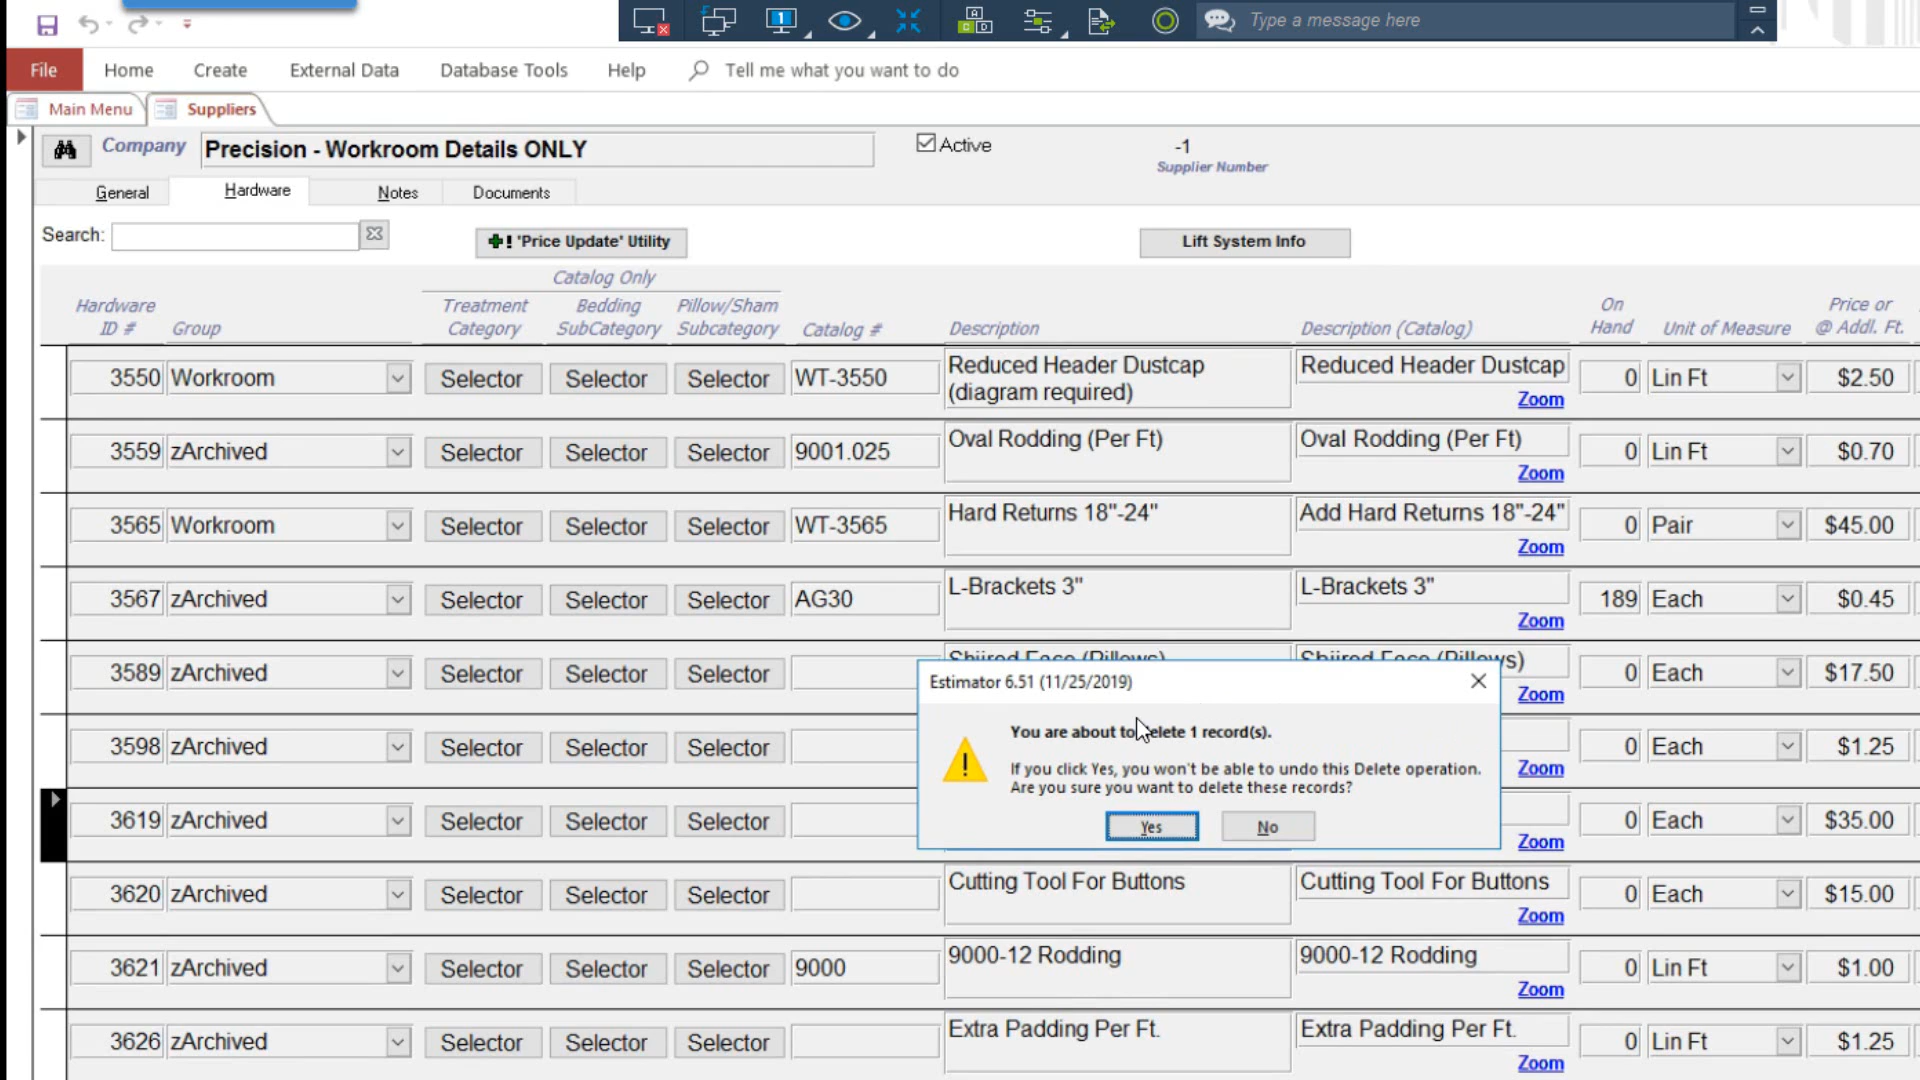 1
A
C D
Type a message here
File Home Create External Data Database Tools Help Tell me what you want to do
Main Menu Suppliers
Company Precision - Workroom Details ONLY Active -1
Supplier Number
General Hardware Notes Documents
Search: ! 'Price Update' Utility Lift System Info
Catalog Only
Hardware ID # Group Treatment Category Bedding SubCategory Pillow/Sham Subcategory Catalog # Description Description (Catalog) On Hand Unit of Measure Price or @ Addl. Ft.
3550 Workroom Selector Selector Selector WT-3550 Reduced Header Dustcap Reduced Header Dustcap 0 Lin Ft $2.50
(diagram required) Zoom
3559 zArchived Selector Selector Selector 9001.025 Oval Rodding (Per Ft) Oval Rodding (Per Ft) 0 Lin Ft $0.70
Zoom
3565 Workroom Selector Selector Selector WT-3565 Hard Returns 18"-24" Add Hard Returns 18"-24" 0 Pair $45.00
Zoom
3567 zArchived Selector Selector Selector AG30 L-Brackets 3" L-Brackets 3" 189 Each $0.45
Zoom
3589 zArchived Selector Selector Selector 0 Each $17.50
Zoom
Estimator 6.51 (11/25/2019)
You are about to delete 1 record(s).
If you click Yes, you won't be able to undo this Delete operation.
Are you sure you want to delete these records?
Yes No
3598 zArchived Selector Selector Selector 0 Each $1.25
Zoom
3619 zArchived Selector Selector Selector 0 Each $35.00
Zoom
3620 zArchived Selector Selector Selector Cutting Tool For Buttons Cutting Tool For Buttons 0 Each $15.00
Zoom
3621 zArchived Selector Selector Selector 9000 9000-12 Rodding 9000-12 Rodding 0 Lin Ft $1.00
Zoom
3626 zArchived Selector Selector Selector Extra Padding Per Ft. Extra Padding Per Ft. 0 Lin Ft $1.25
Zoom